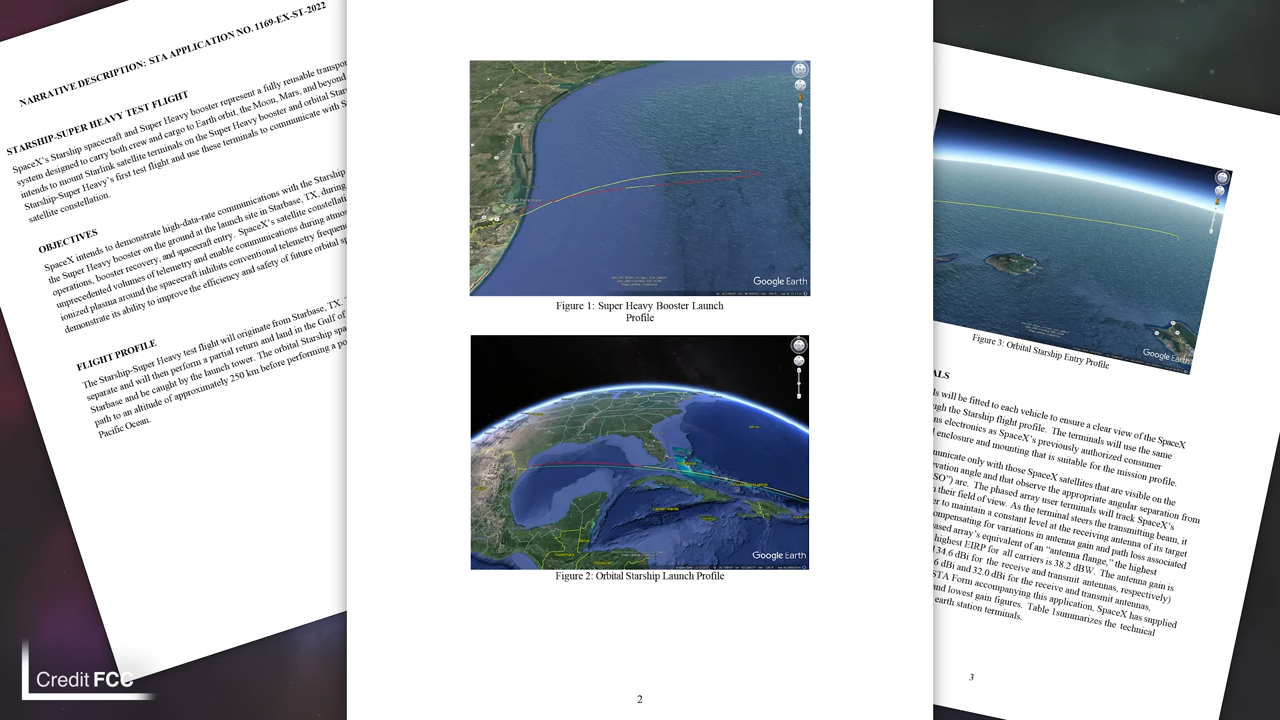 NARRATIVE DESCRIPTION: STA APPLICATION NO. 1169-EX-ST-2022
STARSHIP-SUPER HEAVY TEST FLIGHT
SpaceX's Starship spacecraft and Super Heavy booster represent a fully reusable transpor
system designed to carry both crew and cargo to Earth orbit, the Moon, Mars, and beyond
intends to mount Starlink satellite terminals on the Super Heavy booster and orbital Stars
Starship-Super Heavy's first test flight and use these terminals to communicate with S
satellite constellation.
OBJECTIVES
SpaceX intends to demonstrate high-data-rate communications with the Starship
the Super Heavy booster on the ground at the launch site in Starbase, TX, during
operations, booster recovery, and spacecraft entry. SpaceX's satellite constellati
unprecedented volumes of telemetry and enable communications during atmos
ionized plasma around the spacecraft inhibits conventional telemetry frequenc
demonstrate its ability to improve the efficiency and safety of future orbital sp
FLIGHT PROFILE
The Starship-Super Heavy test flight will originate from Starbase, TX.
separate and will then perform a partial return and land in the Gulf of
Starbase and be caught by the launch tower. The orbital Starship spa
path to an altitude of approximately 250 km before performing a po
Pacific Ocean.
Credit FCC
Google Earth
Figure 1: Super Heavy Booster Launch
Profile
Google Earth
Figure 2: Orbital Starship Launch Profile
2
Google Earth
Figure 3: Orbital Starship Entry Profile
ALS
ls will be fitted to each vehicle to ensure a clear view of the SpaceX
ugh the Starship flight profile. The terminals will use the same
ns electronics as SpaceX's previously authorized consumer
l enclosure and mounting that is suitable for the mission profile.
municate only with those SpaceX satellites that are visible on the
evation angle and that observe the appropriate angular separation from
SO") arc. The phased array user terminals will track SpaceX's
n their field of view. As the terminal steers the transmitting beam, it
er to maintain a constant level at the receiving antenna of its target
ompensating for variations in antenna gain and path loss associated
ased array's equivalent of an "antenna flange," the highest
highest EIRP for all carriers is 38.2 dBW. The antenna gain is
34.6 dBi for the receive and transmit antennas, respectively)
6 dBi and 32.0 dBi for the receive and transmit antennas,
STA Form accompanying this application, SpaceX has supplied
and lowest gain figures. Table 1summarizes the technical
earth station terminals.
3